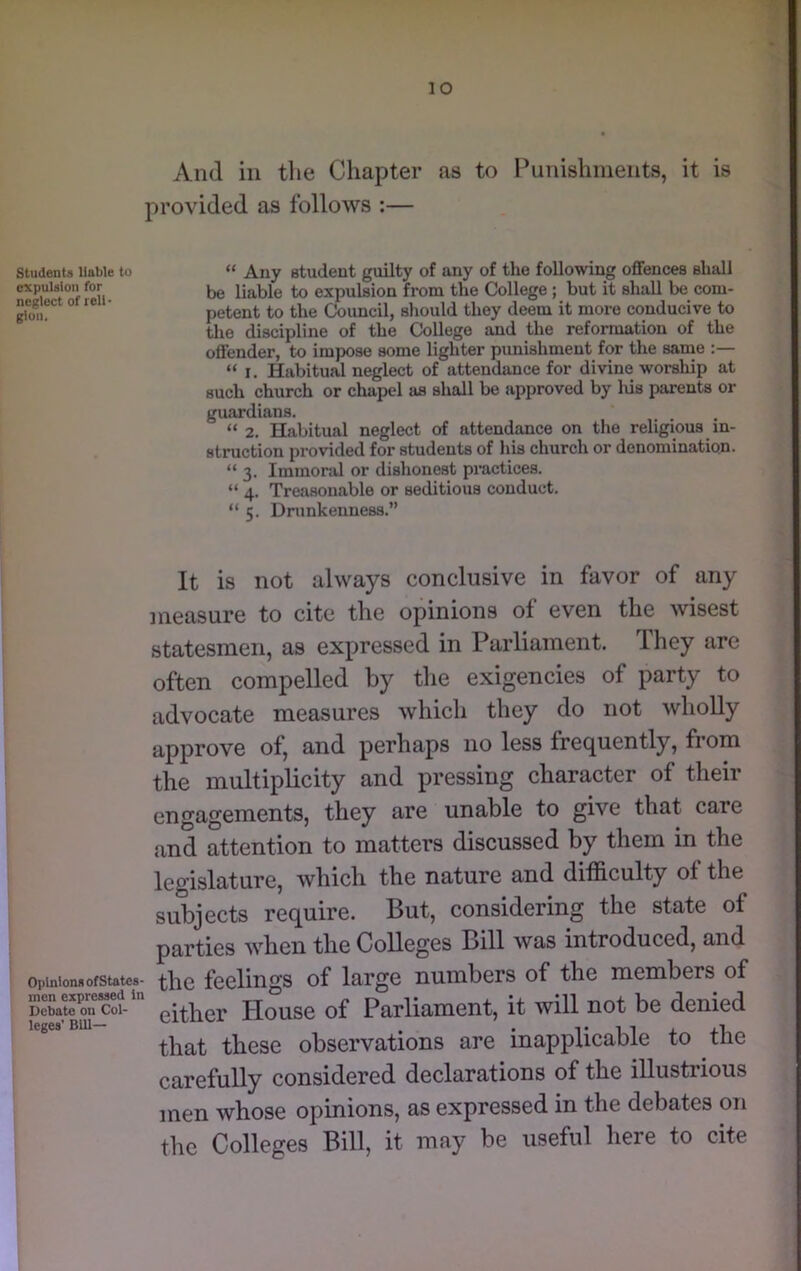 10
And in the Chapter as to Punishments, it is
provided as follows :—
Students liable to
expulsion for
neglect of reli-
gion.
“ Any student guilty of any of the following offences shall
be liable to expulsion from the College ; but it shall be com-
petent to the Council, should they deem it more conducive to
the discipline of the College and the reformation of the
offender, to impose some lighter punishment for the same :—
“ 1. Habitual neglect of attendance for divine worship at
such church or chapel as shall be approved by his parents or
guardians.
“ 2. Habitual neglect of attendance on the religious in-
struction provided for students of his church or denomination.
“ 3. Immoral or dishonest practices.
“ 4. Treasonable or seditious conduct.
“ 5. Drunkenness.”
It is not always conclusive in favor of any
measure to cite the opinions of even the wisest
statesmen, as expressed in Parliament. They are
often compelled by the exigencies of party to
advocate measures which they do not wholly
approve of, and perhaps no less frequently, from
the multiplicity and pressing character of their
engagements, they are unable to give that care
and attention to matters discussed by them in the
legislature, which the nature and difficulty of the
subjects require. But, considering the state of
parties when the Colleges Bill was introduced, and
Opinions of States-
men expressed in
Debate on Col-
leges' Bill—
the feelings of large numbers of the members of
either House of Parliament, it will not be denied
that these observations are inapplicable to the
carefully considered declarations of the illustrious
men whose opinions, as expressed in the debates on
the Colleges Bill, it may be useful here to cite